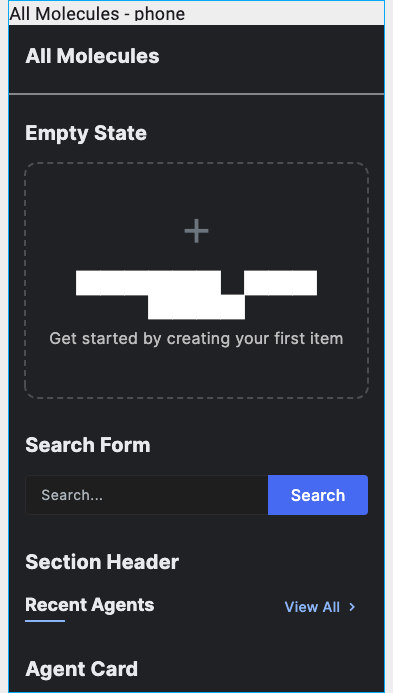 All Molecules - phone
All Molecules
Empty State
Get started by creating your first item
Search Form
Search...
Search
Section Header
Recent Agents
View All
Agent Card